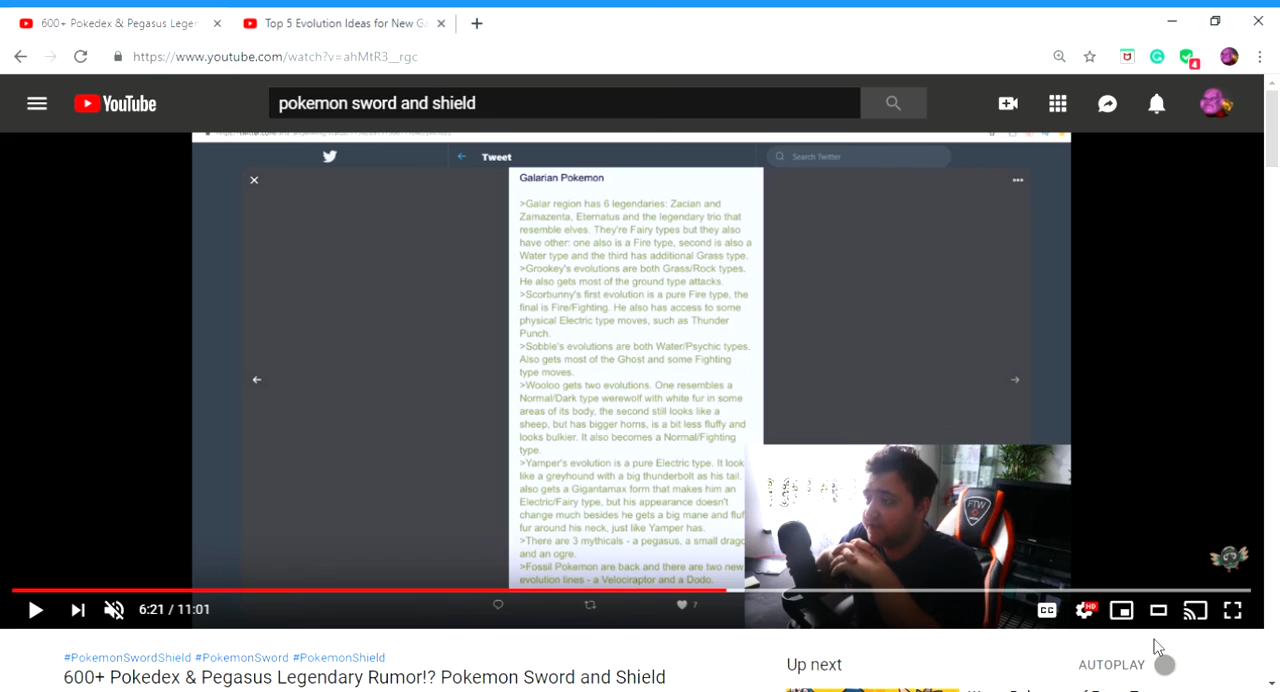 600+ Pokedex & Pegasus Leger
Top 5 Evolution Ideas for New Ga
https://www.youtube.com/watch?v=ahMtR3__rgc
4
YouTube
pokemon sword and shield
Tweet
Search Twitter
Galarian Pokemon
>Galar region has 6 legendaries: Zacian and
Zamazenta, Eternatus and the legendary trio that
resemble elves. They're Fairy types but they also
have other: one also is a Fire type, second is also a
Water type and the third has additional Grass type.
>Grookey's evolutions are both Grass/Rock types.
He also gets most of the ground type attacks.
>Scorbunny's first evolution is a pure Fire type, the
final is Fire/Fighting. He also has access to some
physical Electric type moves, such as Thunder
Punch.
>Sobble's evolutions are both Water/Psychic types.
Also gets most of the Ghost and some Fighting
type moves.
>Wooloo gets two evolutions. One resembles a
Normal/Dark type werewolf with white fur in some
areas of its body, the second still looks like a
sheep, but has bigger horns, is a bit less fluffy and
looks bulkier. It also becomes a Normal/Fighting
type.
>Yamper's evolution is a pure Electric type. It look
like a greyhound with a big thunderbolt as his tail.
also gets a Gigantamax form that makes him an
Electric/Fairy type, but his appearance doesn't
change much besides he gets a big mane and fluf
fur around his neck, just like Yamper has.
>There are 3 mythicals - a pegasus, a small drago
and an ogre.
>Fossil Pokemon are back and there are two new
evolution lines - a Velociraptor and a Dodo.
7
FTW
6:21 / 11:01
CC
HD
#PokemonSwordShield #PokemonSword #PokemonShield
600+ Pokedex & Pegasus Legendary Rumor!? Pokemon Sword and Shield
Up next
AUTOPLAY